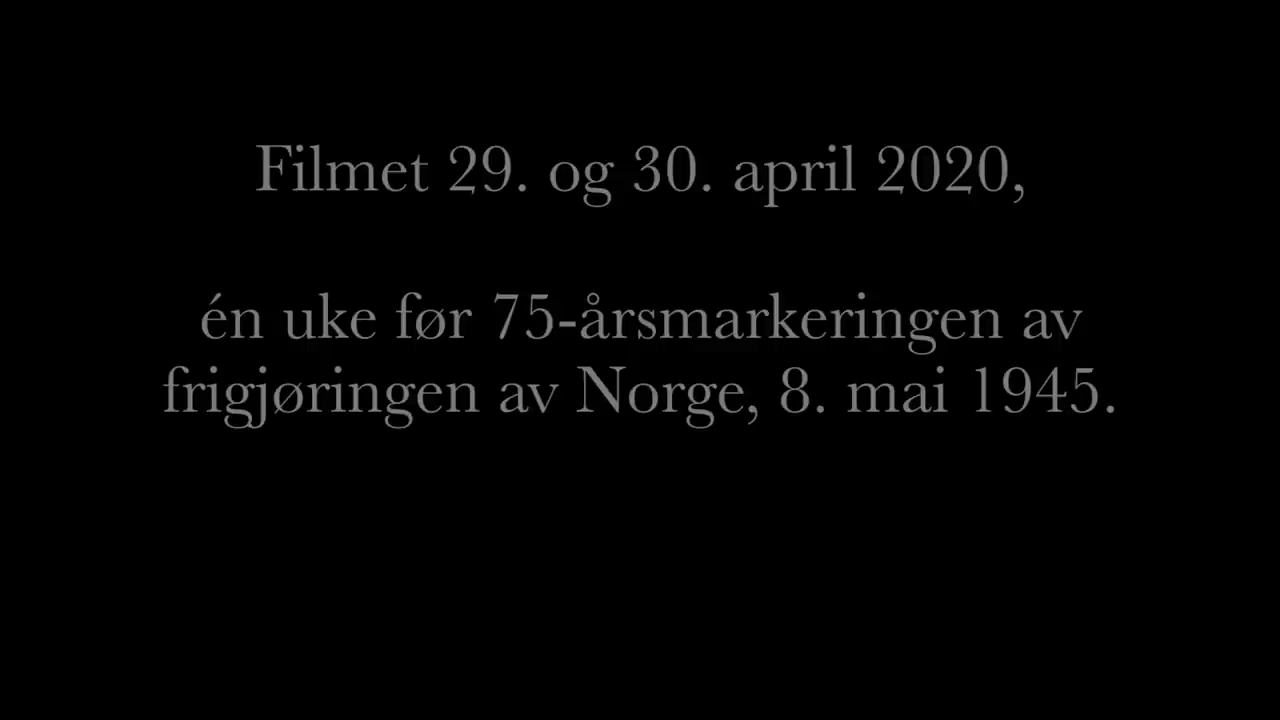 Filmet 29. og 30. april 2020,
én uke før 75-årsmarkeringen av
frigjøringen av Norge, 8. mai 1945.